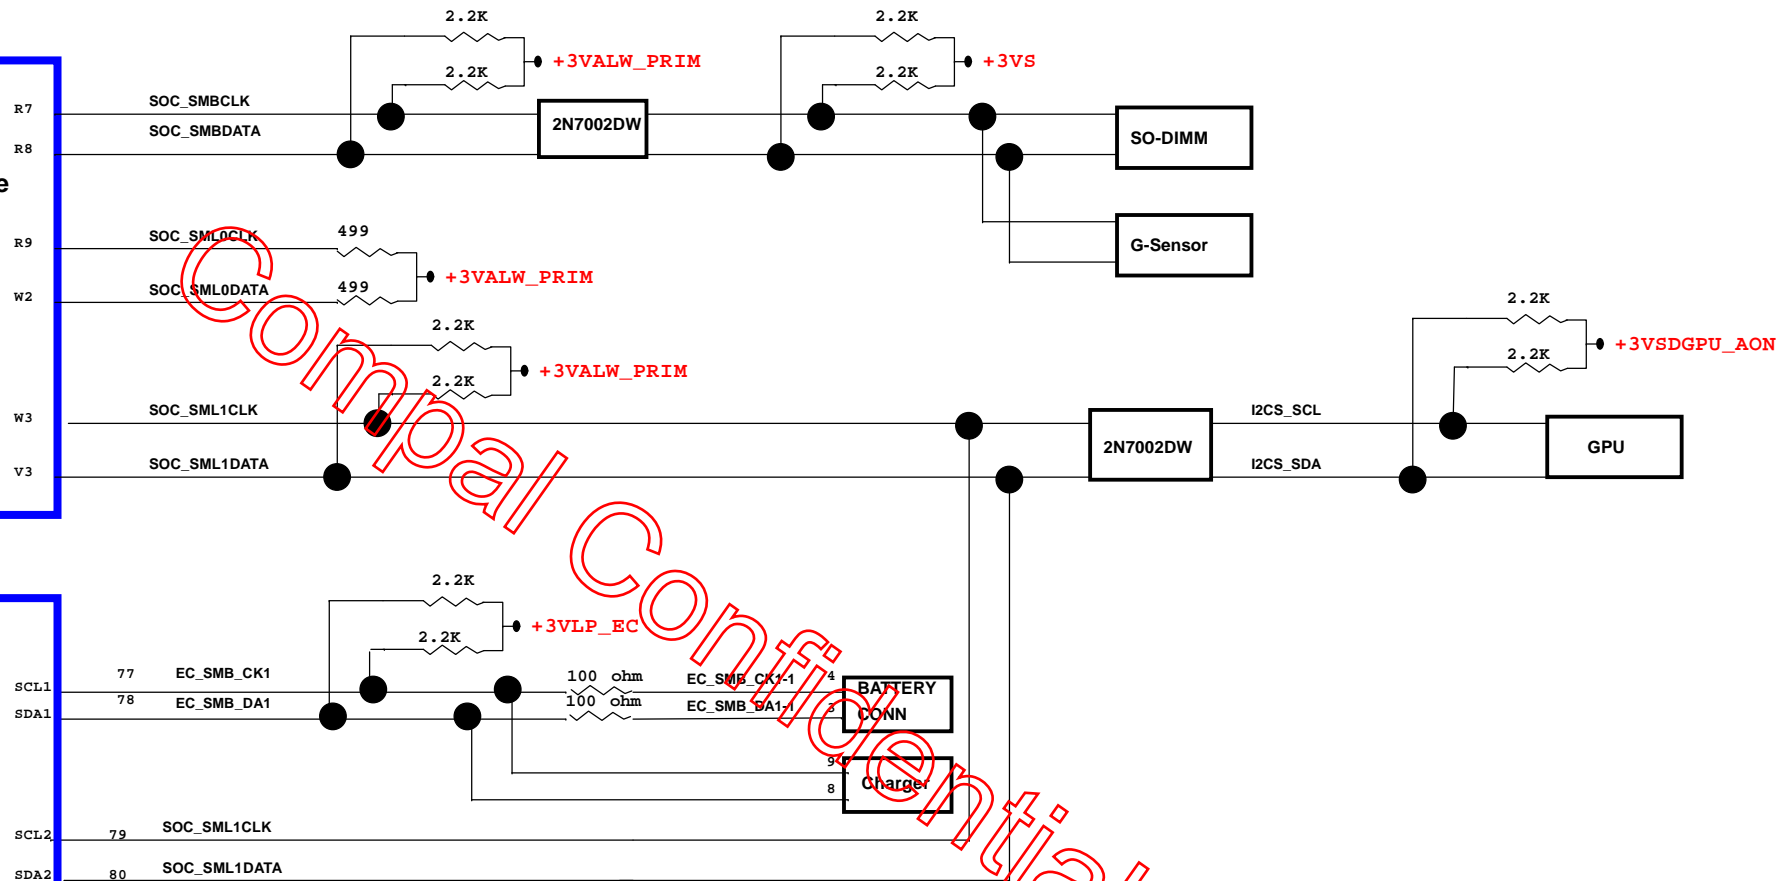 2.2K
2.2K
+3VALW_PRIM
2.2K
2.2K
+3VS
R7
SOC_SMBCLK
R8
SOC_SMBDATA
2N7002DW
SO-DIMM
e
G-Sensor
R9
SOC_SML0CLK
499
W2
SOC_SML0DATA
499
+3VALW_PRIM
2.2K
2.2K
+3VALW_PRIM
2.2K
2.2K
+3VSDGPU_AON
W3
SOC_SML1CLK
V3
SOC_SML1DATA
2N7002DW
I2CS_SCL
I2CS_SDA
GPU
2.2K
2.2K
+3VLP_EC
SCL1
77
EC_SMB_CK1
100 ohm
EC_SMB_CK1-1
4
SDA1
78
EC_SMB_DA1
100 ohm
EC_SMB_DA1-1
3
BATTERY
CONN
9
8
Charger
SCL2
79
SOC_SML1CLK
SDA2
80
SOC_SML1DATA
Compal Confidential